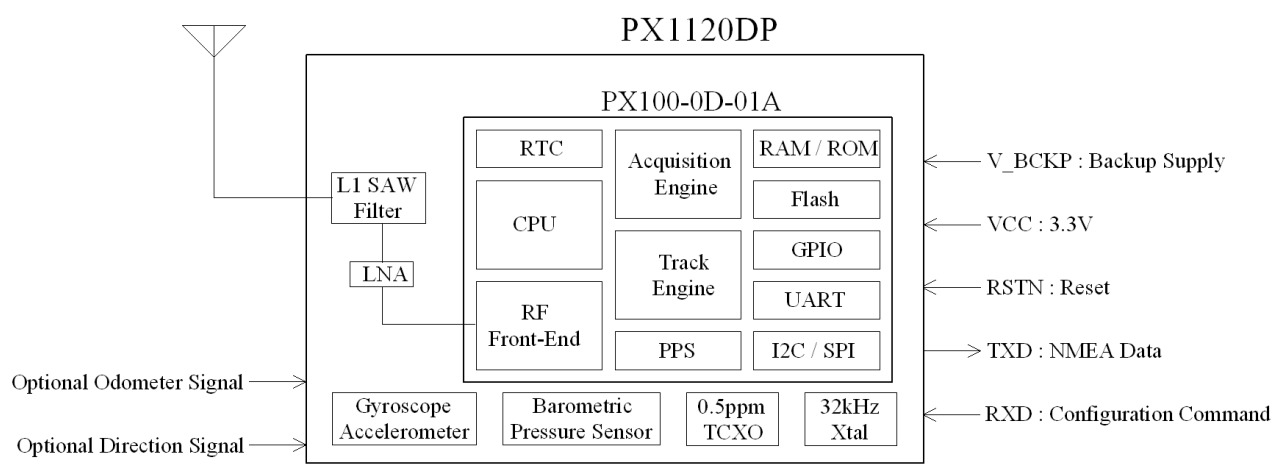 PX1120DP
PX100-0D-01A
RTC
Acquisition
Engine
RAM / ROM
L1 SAW
Filter
CPU
Flash
Track
Engine
GPIO
LNA
RF
Front-End
UART
PPS
I2C / SPI
V_BCKP : Backup Supply
VCC : 3.3V
RSTN : Reset
TXD : NMEA Data
RXD : Configuration Command
Optional Odometer Signal
Optional Direction Signal
Gyroscope
Accelerometer
Barometric
Pressure Sensor
0.5ppm
TCXO
32kHz
Xtal